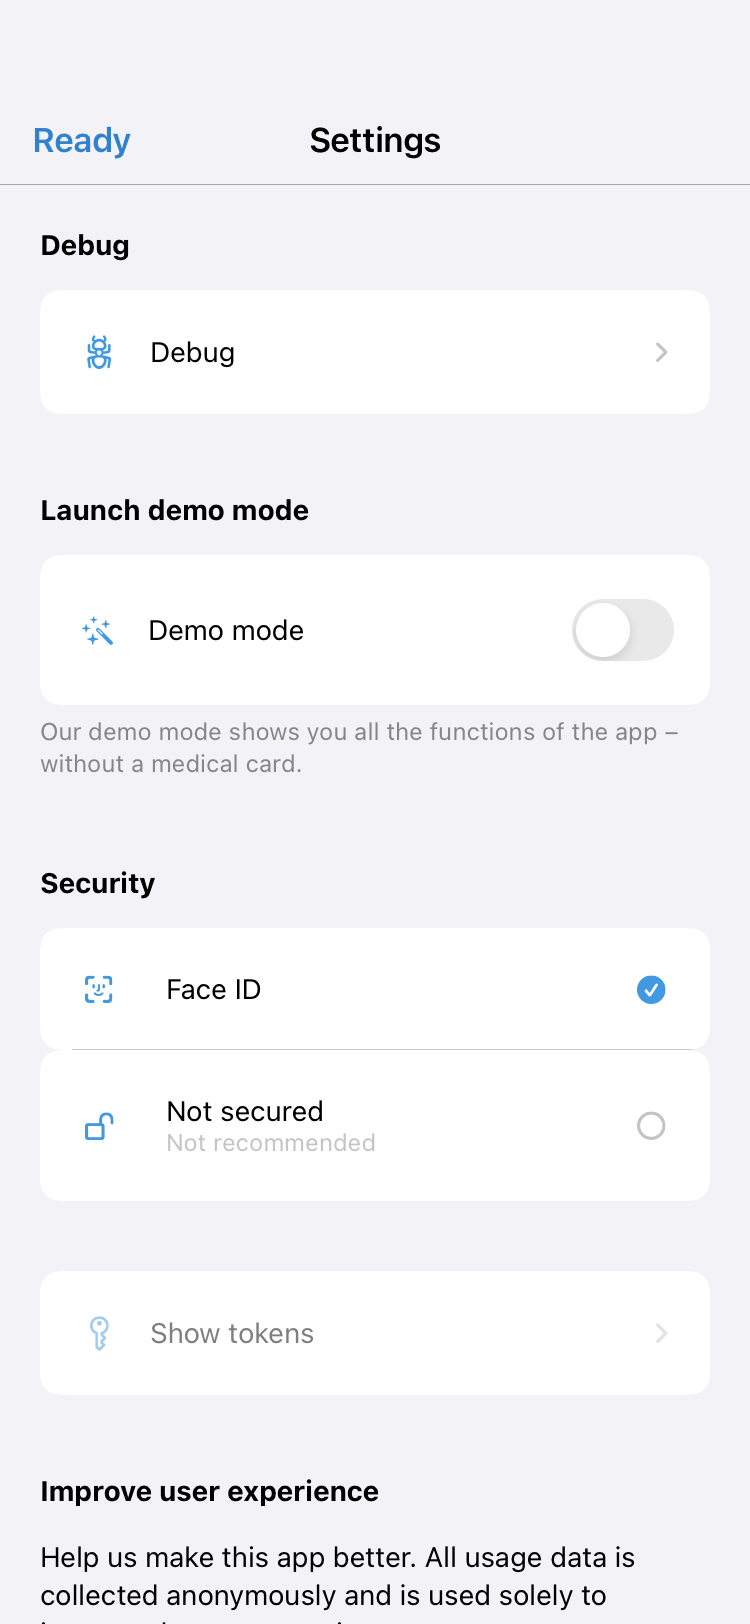 Ready
Settings
Debug
Debug
Launch demo mode
Demo mode
Our demo mode shows you all the functions of the app –
without a medical card.
Security
Face ID
Not secured
Not recommended
Show tokens
Improve user experience
Help us make this app better. All usage data is
collected anonymously and is used solely to